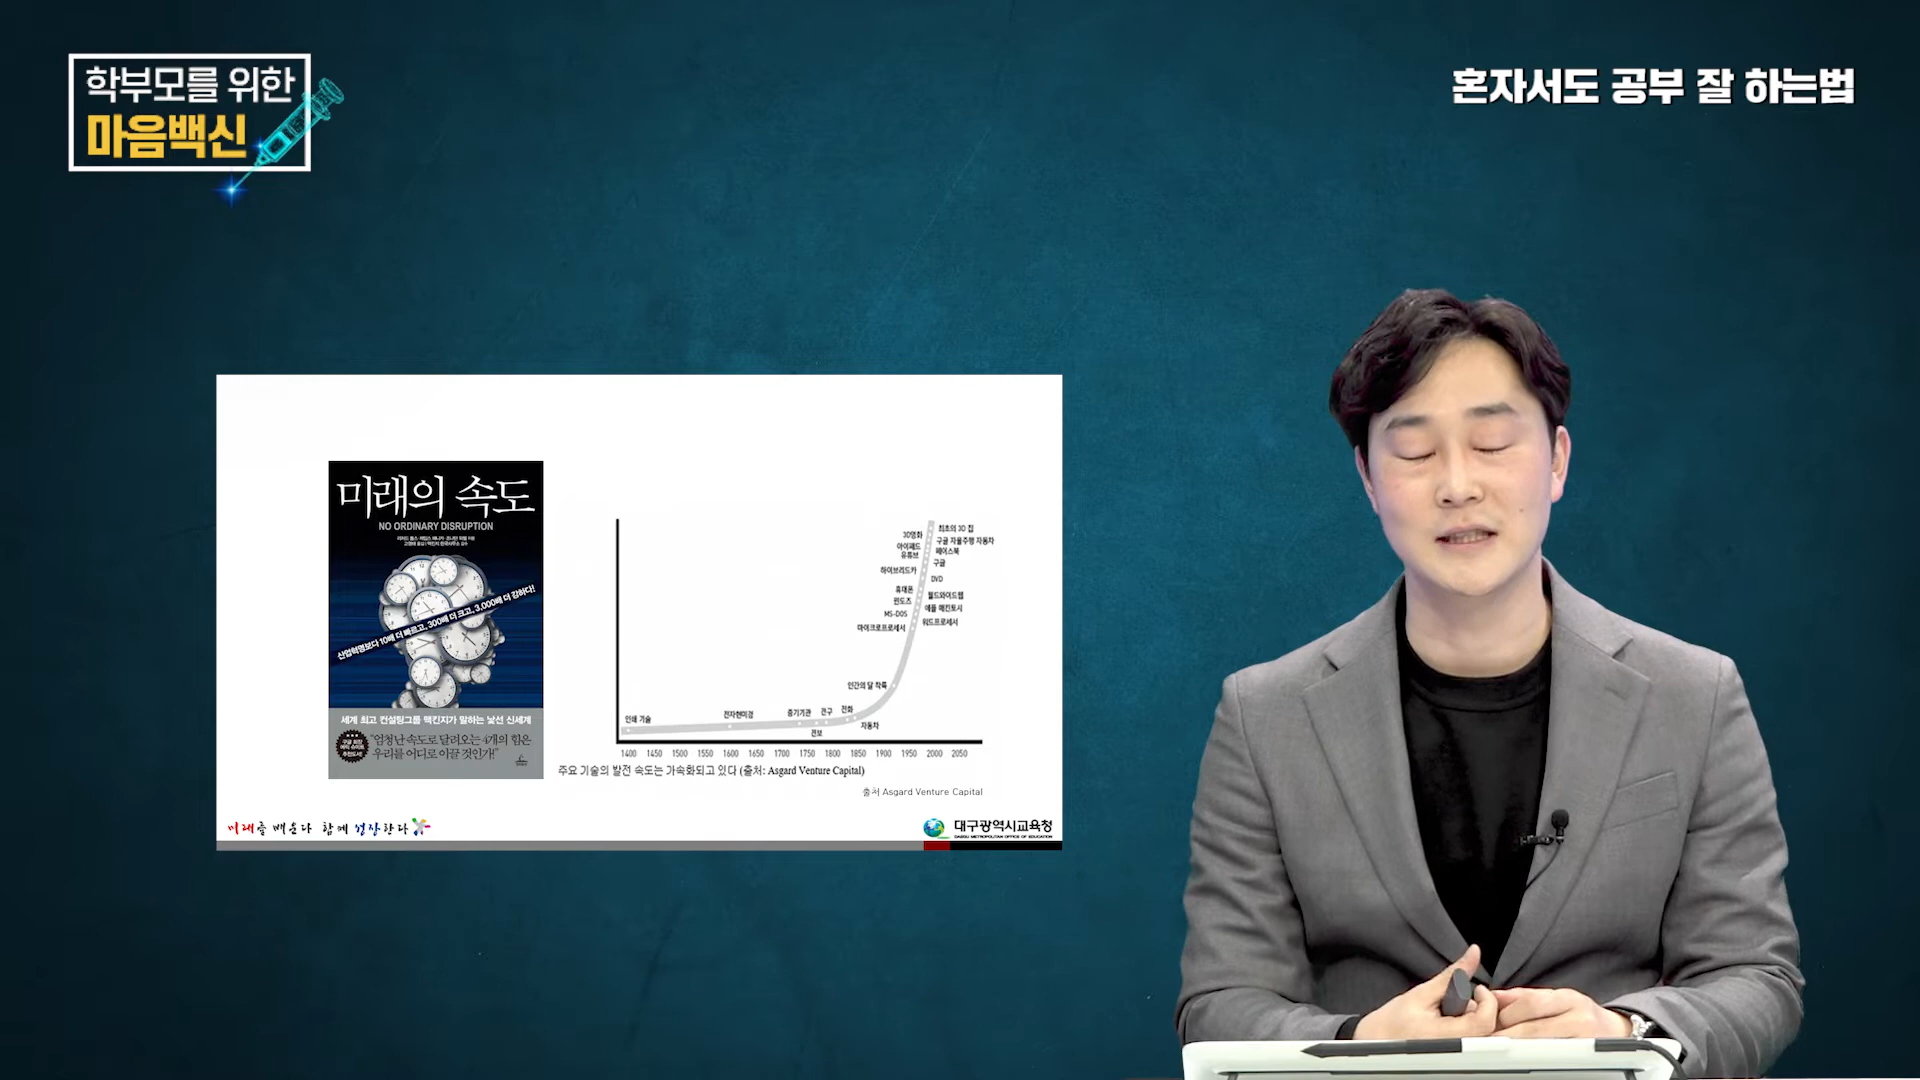 학부모를 위한
마음백신
혼자서도 공부 잘 하는법
미래의 속도
NO ORDINARY DISRUPTION
산업혁명보다 10배 더 빠르고, 300배 더 크고, 3,000배 더 강하다!
세계 최고 컨설팅그룹 맥킨지가 말하는 낯선 신세계
"엄청난 속도로 달려오는 4개의 힘은
우리를 어디로 이끌 것인가!"
최초의 3D 칩
3D영화
구글 자율주행 자동차
아이패드
페이스북
유튜브
구글
하이브리드카
DVD
휴대폰
월드와이드웹
윈도즈
애플 매킨토시
MS-DOS
워드프로세서
마이크로프로세서
인간의 달 착륙
인쇄 기술
전자현미경
증기기관
전구
전화
전보
자동차
1400 1450 1500 1550 1600 1650 1700 1750 1800 1850 1900 1950 2000 2050
주요 기술의 발전 속도는 가속화되고 있다 (출처: Asgard Venture Capital)
출처 Asgard Venture Capital
미래를 배운다 함께 성장한다
대구광역시교육청
DAEGU METROPOLITAN OFFICE OF EDUCATION